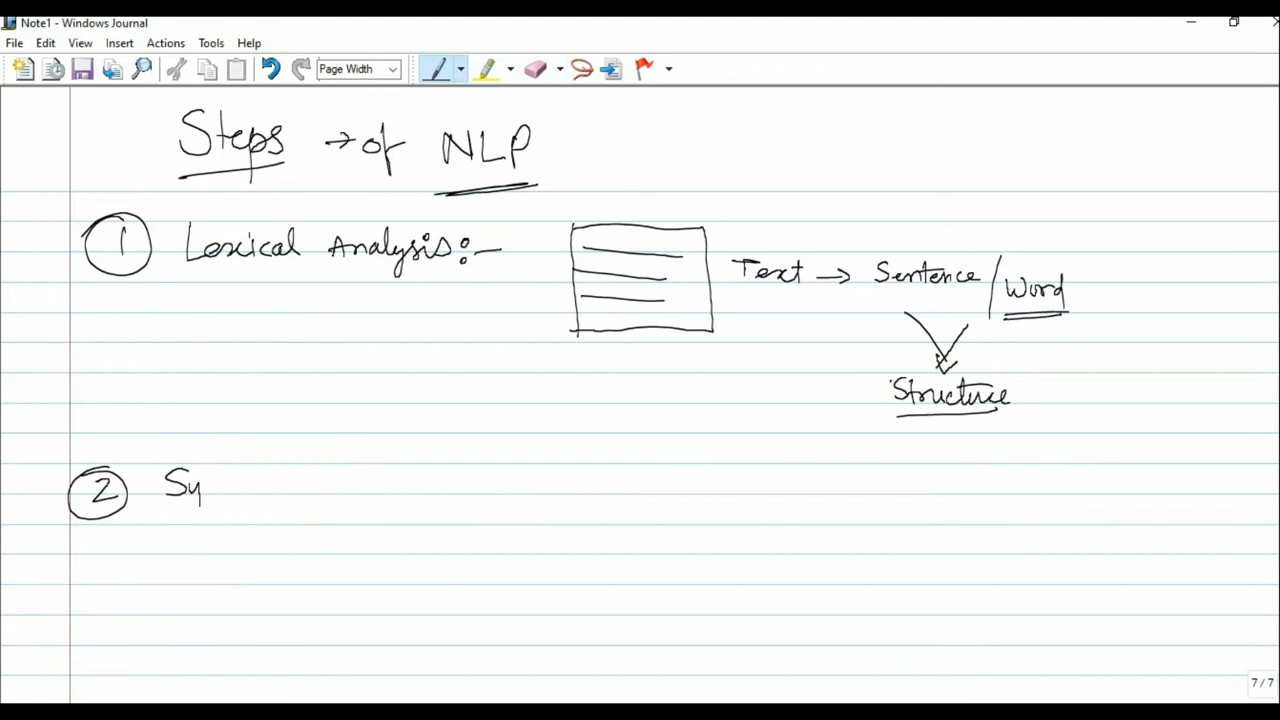 Note1 - Windows Journal
File Edit View Insert Actions Tools Help
Page Width
Steps → of NLP
1 Lexical Analysis:-
Text → Sentence / Word
Structure
2 Sy
7 / 7